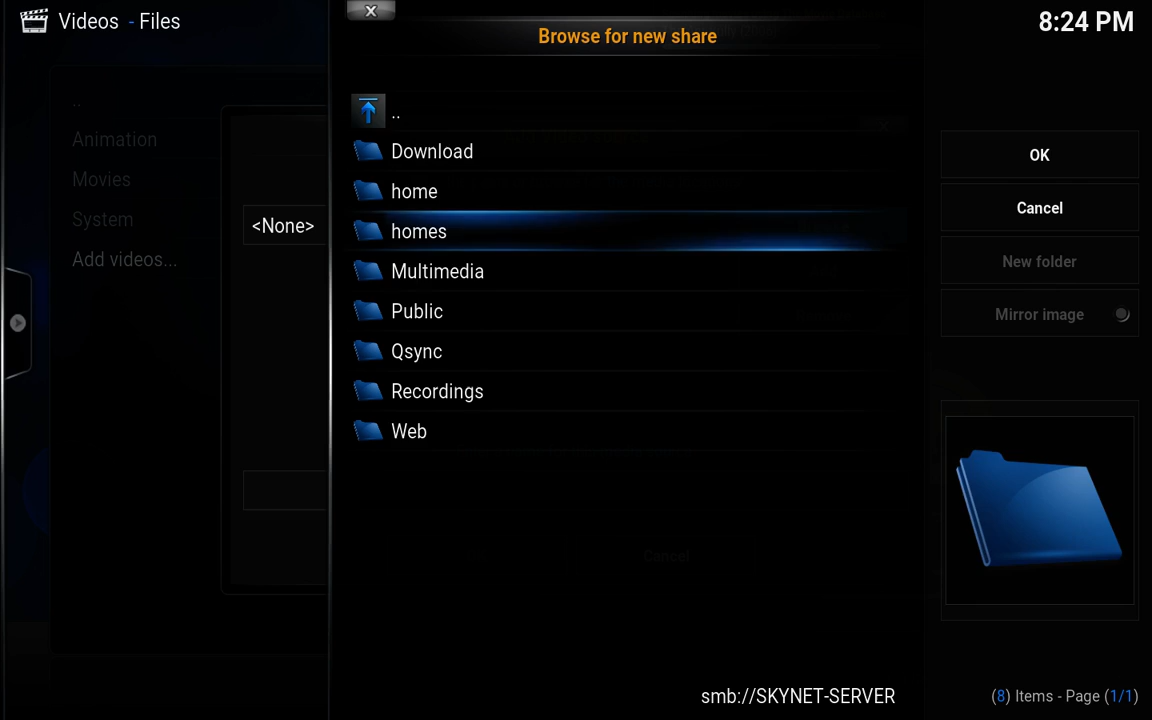 Videos - Files
8:24 PM
Browse for new share
..
Animation
Movies
System
Add videos...
<None>
..
Download
home
homes
Multimedia
Public
Qsync
Recordings
Web
OK
Cancel
New folder
Mirror image
Cancel
smb://SKYNET-SERVER
(8) Items - Page (1/1)